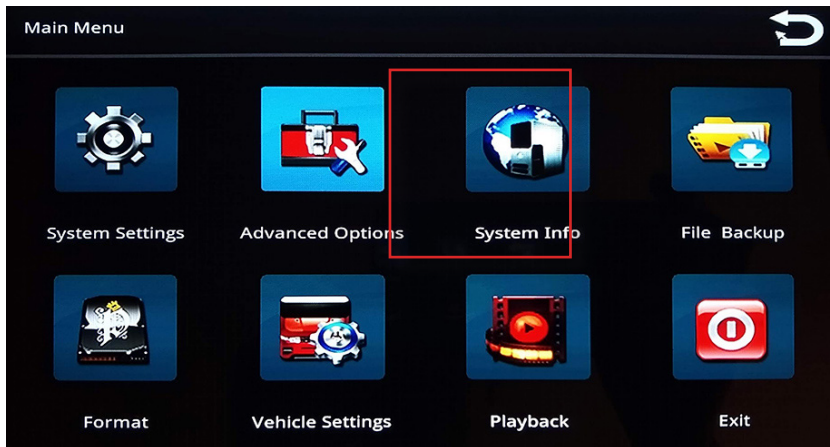 Main Menu
System Settings
Advanced Options
System Info
File Backup
Format
Vehicle Settings
Playback
Exit